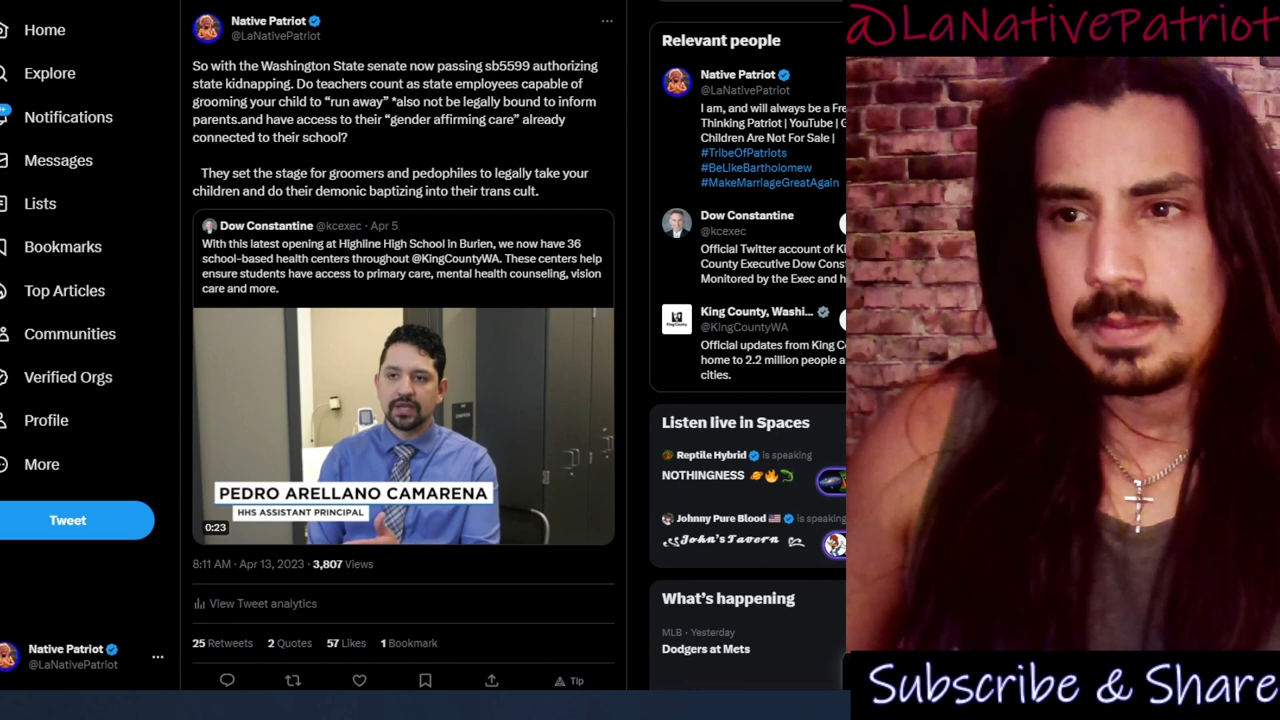 Home
Explore
Notifications
Messages
Lists
Bookmarks
Top Articles
Communities
Verified Orgs
Profile
More
Tweet
Native Patriot
@LaNativePatriot
Native Patriot
@LaNativePatriot
So with the Washington State senate now passing sb5599 authorizing
state kidnapping. Do teachers count as state employees capable of
grooming your child to “run away” *also not be legally bound to inform
parents.and have access to their “gender affirming care” already
connected to their school?
They set the stage for groomers and pedophiles to legally take your
children and do their demonic baptizing into their trans cult.
Dow Constantine @kcexec · Apr 5
With this latest opening at Highline High School in Burien, we now have 36
school-based health centers throughout @KingCountyWA. These centers help
ensure students have access to primary care, mental health counseling, vision
care and more.
PEDRO ARELLANO CAMARENA
HHS ASSISTANT PRINCIPAL
0:23
8:11 AM · Apr 13, 2023 · 3,807 Views
View Tweet analytics
25 Retweets 2 Quotes 57 Likes 1 Bookmark
Tip
Relevant people
Native Patriot
@LaNativePatriot
I am, and will always be a Fre
Thinking Patriot | YouTube | G
Children Are Not For Sale |
#TribeOfPatriots
#BeLikeBartholomew
#MakeMarriageGreatAgain
Dow Constantine
@kcexec
Official Twitter account of Ki
County Executive Dow Cons
Monitored by the Exec and h
King County, Washi...
@KingCountyWA
Official updates from King C
home to 2.2 million people a
cities.
Listen live in Spaces
Reptile Hybrid is speaking
NOTHINGNESS
Johnny Pure Blood is speaking
John's Tavern
What’s happening
MLB · Yesterday
Dodgers at Mets
@LaNativePatriot
Subscribe & Share